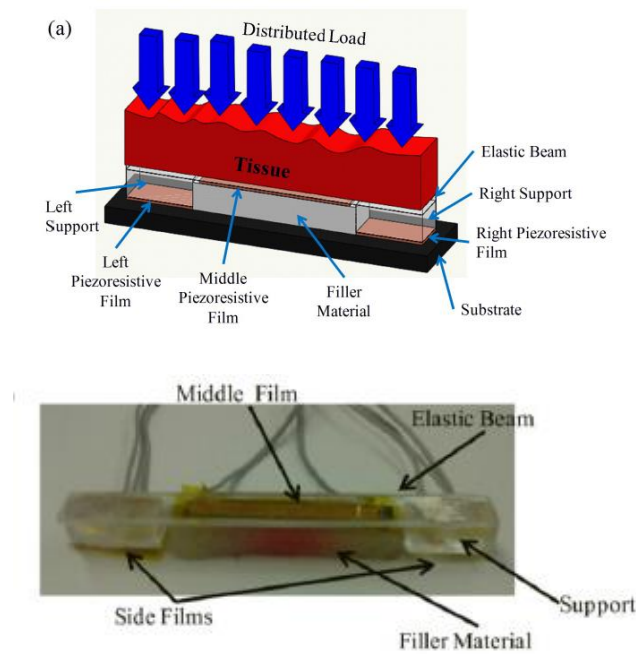 (a)
Distributed Load
Tissue
Elastic Beam
Right Support
Right Piezoresistive
Film
Substrate
Filler
Material
Middle
Piezoresistive
Film
Left
Piezoresistive
Film
Left
Support
Middle Film
Elastic Beam
Side Films
Support
Filler Material